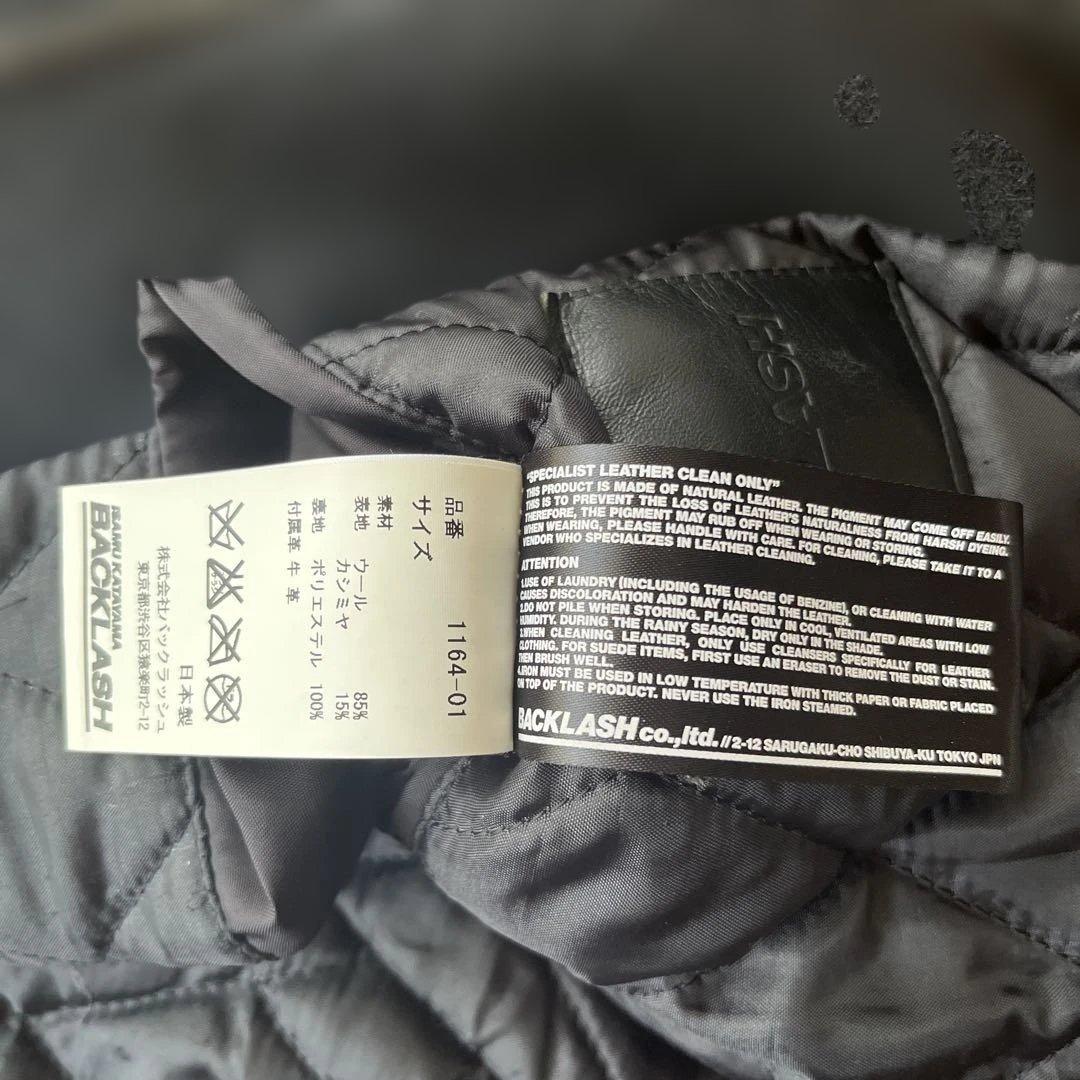 品番 1164-01
サイズ
素材
表地 ウール 85%
カシミヤ 15%
裏地 ポリエステル 100%
付属革 牛 革
日本製
ISAMU KATAYAMA
BACKLASH
株式会社バックラッシュ
東京都渋谷区猿楽町2-12
"SPECIALIST LEATHER CLEAN ONLY"
THIS PRODUCT IS MADE OF NATURAL LEATHER. THE PIGMENT MAY COME OFF EASILY.
THIS IS TO PREVENT THE LOSS OF LEATHER'S NATURALNESS FROM HARSH DYEING.
THEREFORE, THE PIGMENT MAY RUB OFF WHEN WEARING OR STORING.
WHEN WEARING, PLEASE HANDLE WITH CARE. FOR CLEANING, PLEASE TAKE IT TO A
VENDOR WHO SPECIALIZES IN LEATHER CLEANING.
ATTENTION
1.USE OF LAUNDRY (INCLUDING THE USAGE OF BENZINE), OR CLEANING WITH WATER
CAUSES DISCOLORATION AND MAY HARDEN THE LEATHER.
2.DO NOT PILE WHEN STORING. PLACE ONLY IN COOL, VENTILATED AREAS WITH LOW
HUMIDITY. DURING THE RAINY SEASON, DRY ONLY IN THE SHADE.
3.WHEN CLEANING LEATHER, ONLY USE CLEANSERS SPECIFICALLY FOR LEATHER
CLOTHING. FOR SUEDE ITEMS, FIRST USE AN ERASER TO REMOVE THE DUST OR STAIN.
THEN BRUSH WELL.
4.IRON MUST BE USED IN LOW TEMPERATURE WITH THICK PAPER OR FABRIC PLACED
ON TOP OF THE PRODUCT. NEVER USE THE IRON STEAMED.
BACKLASH co.,ltd. // 2-12 SARUGAKU-CHO SHIBUYA-KU TOKYO JPN